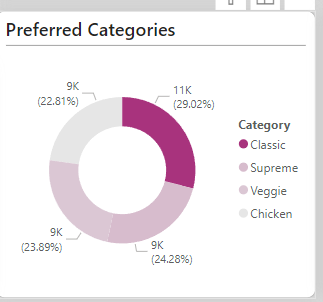 Preferred Categories
9K
(22.81%)
11K
(29.02%)
9K
(23.89%)
9K
(24.28%)
Category
Classic
Supreme
Veggie
Chicken